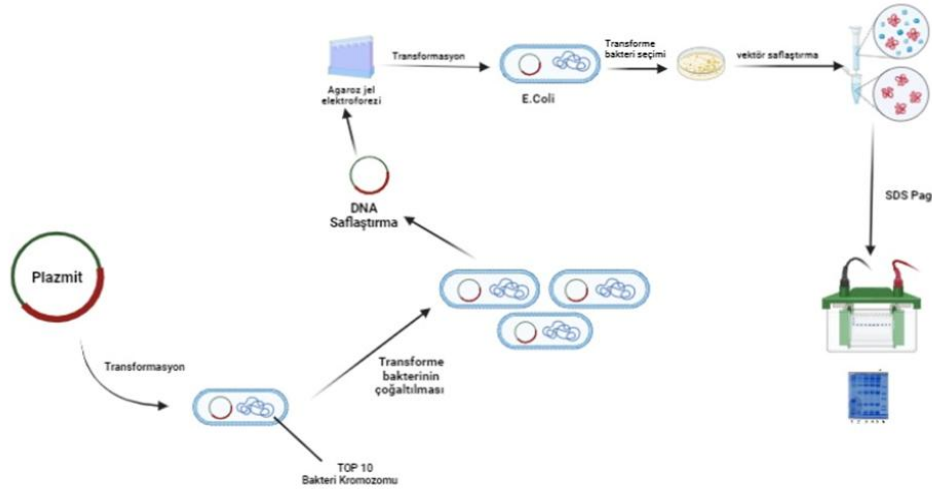 Plazmit
Transformasyon
TOP 10
Bakteri Kromozomu
Transforme
bakterinin
çoğaltılması
DNA
Saflaştırma
Agaroz jel
elektroforezi
Transformasyon
E.Coli
Transforme
bakteri seçimi
vektör saflaştırma
SDS Pag